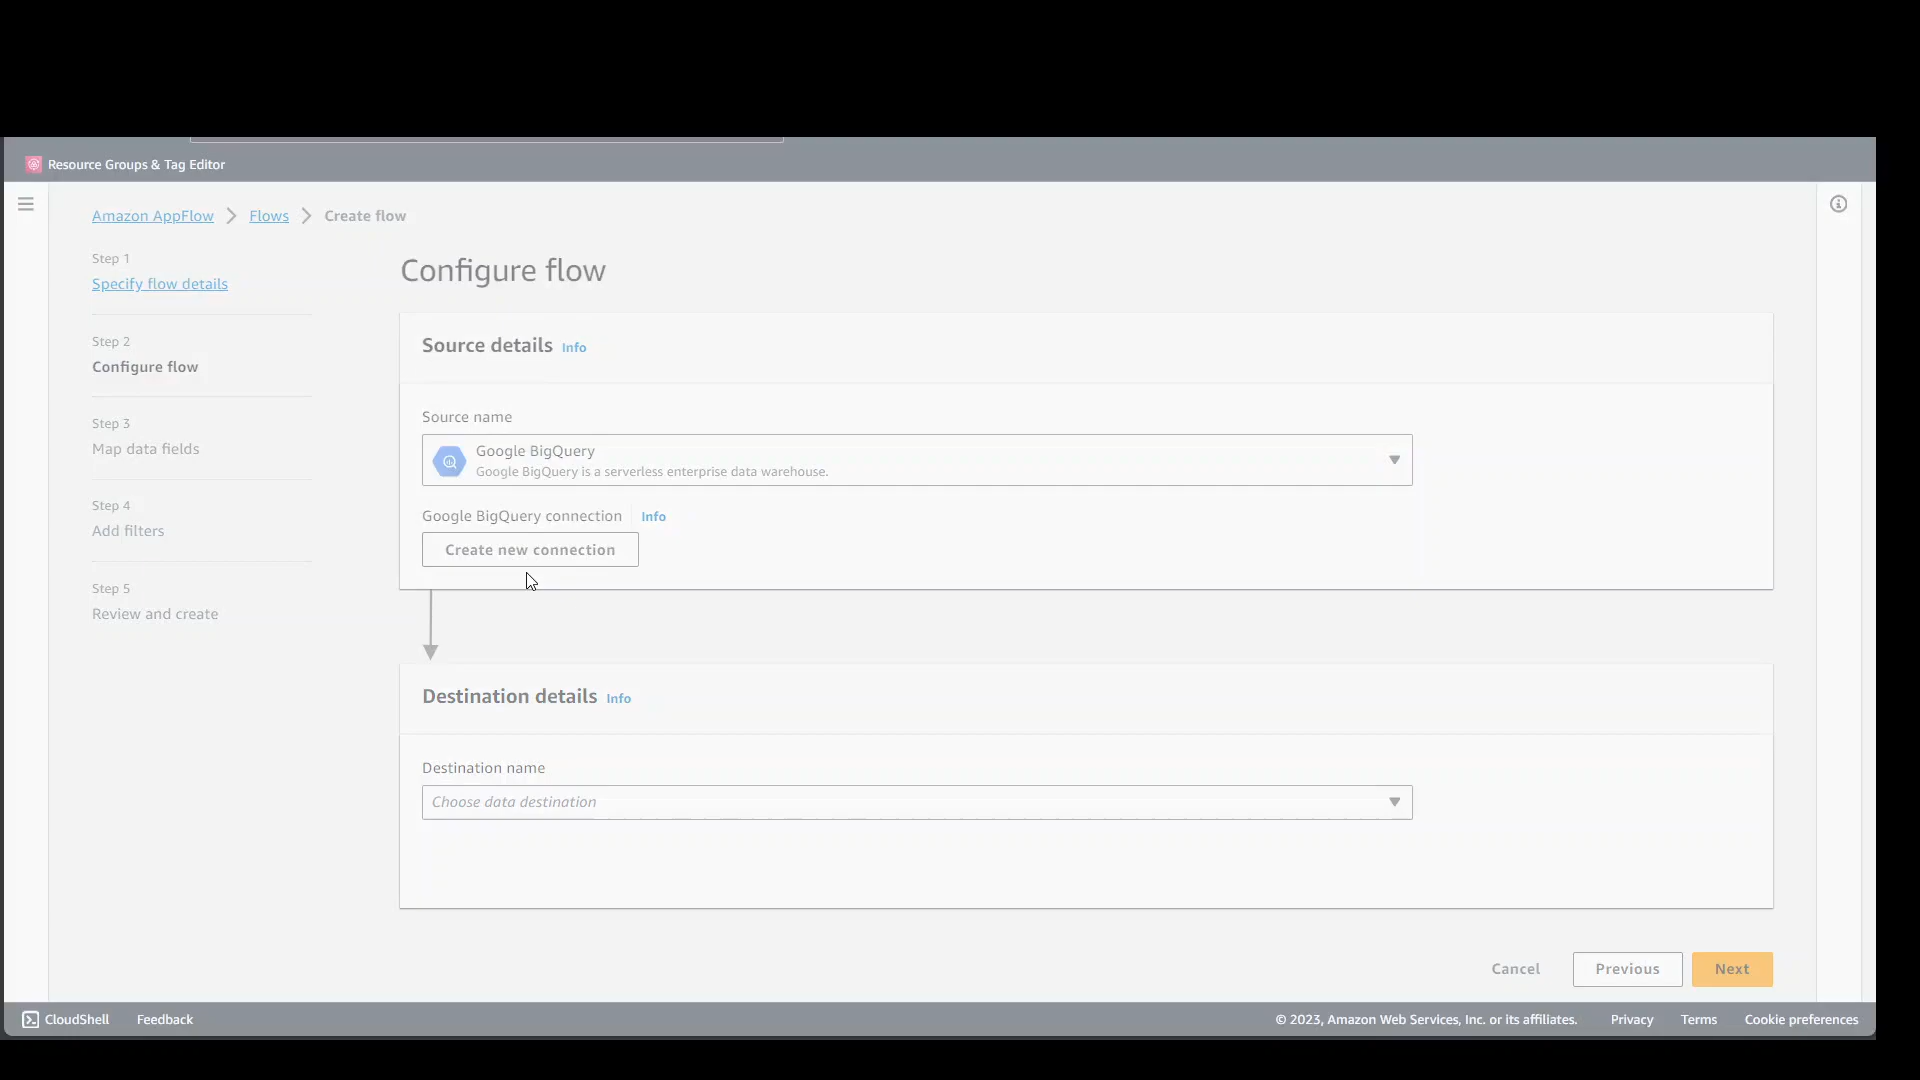 Resource Groups & Tag Editor
Amazon AppFlow Flows Create flow
Step 1
Specify flow details
Step 2
Configure flow
Step 3
Map data fields
Step 4
Add filters
Step 5
Review and create
Configure flow
Source details Info
Source name
Google BigQuery
Google BigQuery is a serverless enterprise data warehouse.
Google BigQuery connection Info
Create new connection
Destination details Info
Destination name
Choose data destination
Cancel Previous Next
CloudShell Feedback © 2023, Amazon Web Services, Inc. or its affiliates. Privacy Terms Cookie preferences